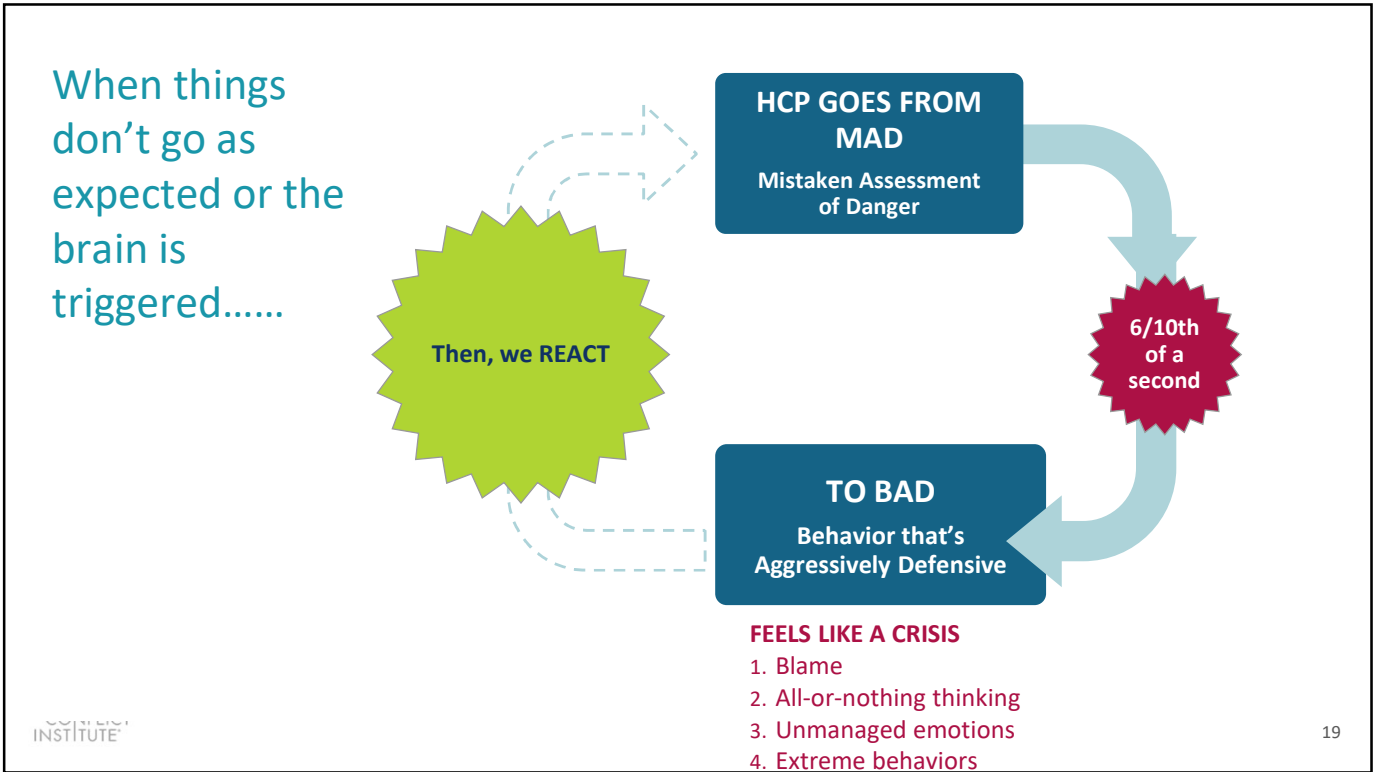 When things
don’t go as
expected or the
brain is
triggered……
HCP GOES FROM
MAD
Mistaken Assessment
of Danger
6/10th
of a
second
Then, we REACT
TO BAD
Behavior that’s
Aggressively Defensive
FEELS LIKE A CRISIS
1. Blame
2. All-or-nothing thinking
3. Unmanaged emotions
4. Extreme behaviors
INSTITUTE
19